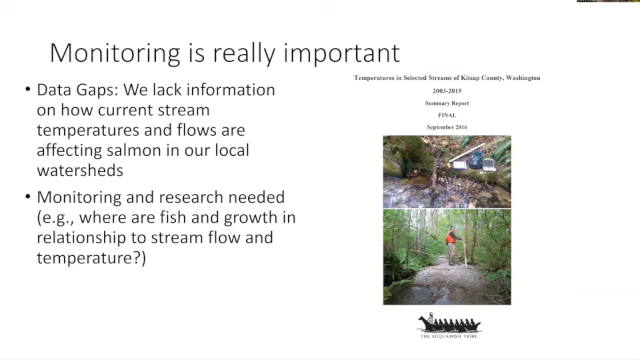 Monitoring is really important
• Data Gaps: We lack information
on how current stream
temperatures and flows are
affecting salmon in our local
watersheds
• Monitoring and research needed
(e.g., where are fish and growth in
relationship to stream flow and
temperature?)
Temperatures in Selected Streams of Kitsap County, Washington
2003-2015
Summary Report
FINAL
September 2016
THE SUQUAMISH TRIBE